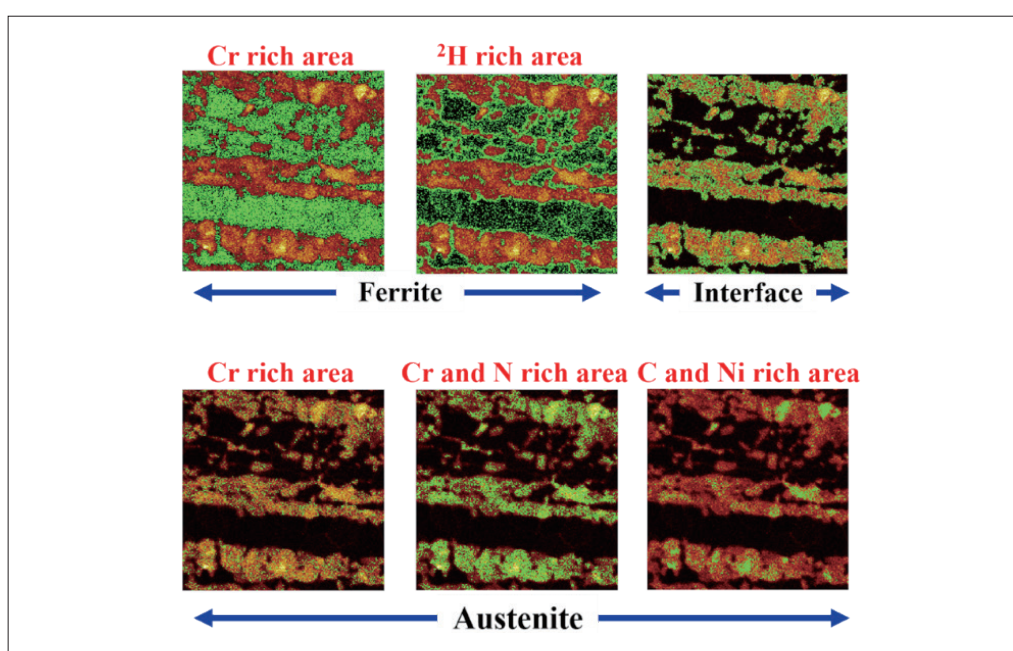 Cr rich area
²H rich area
Ferrite
Interface
Cr rich area
Cr and N rich area
C and Ni rich area
Austenite